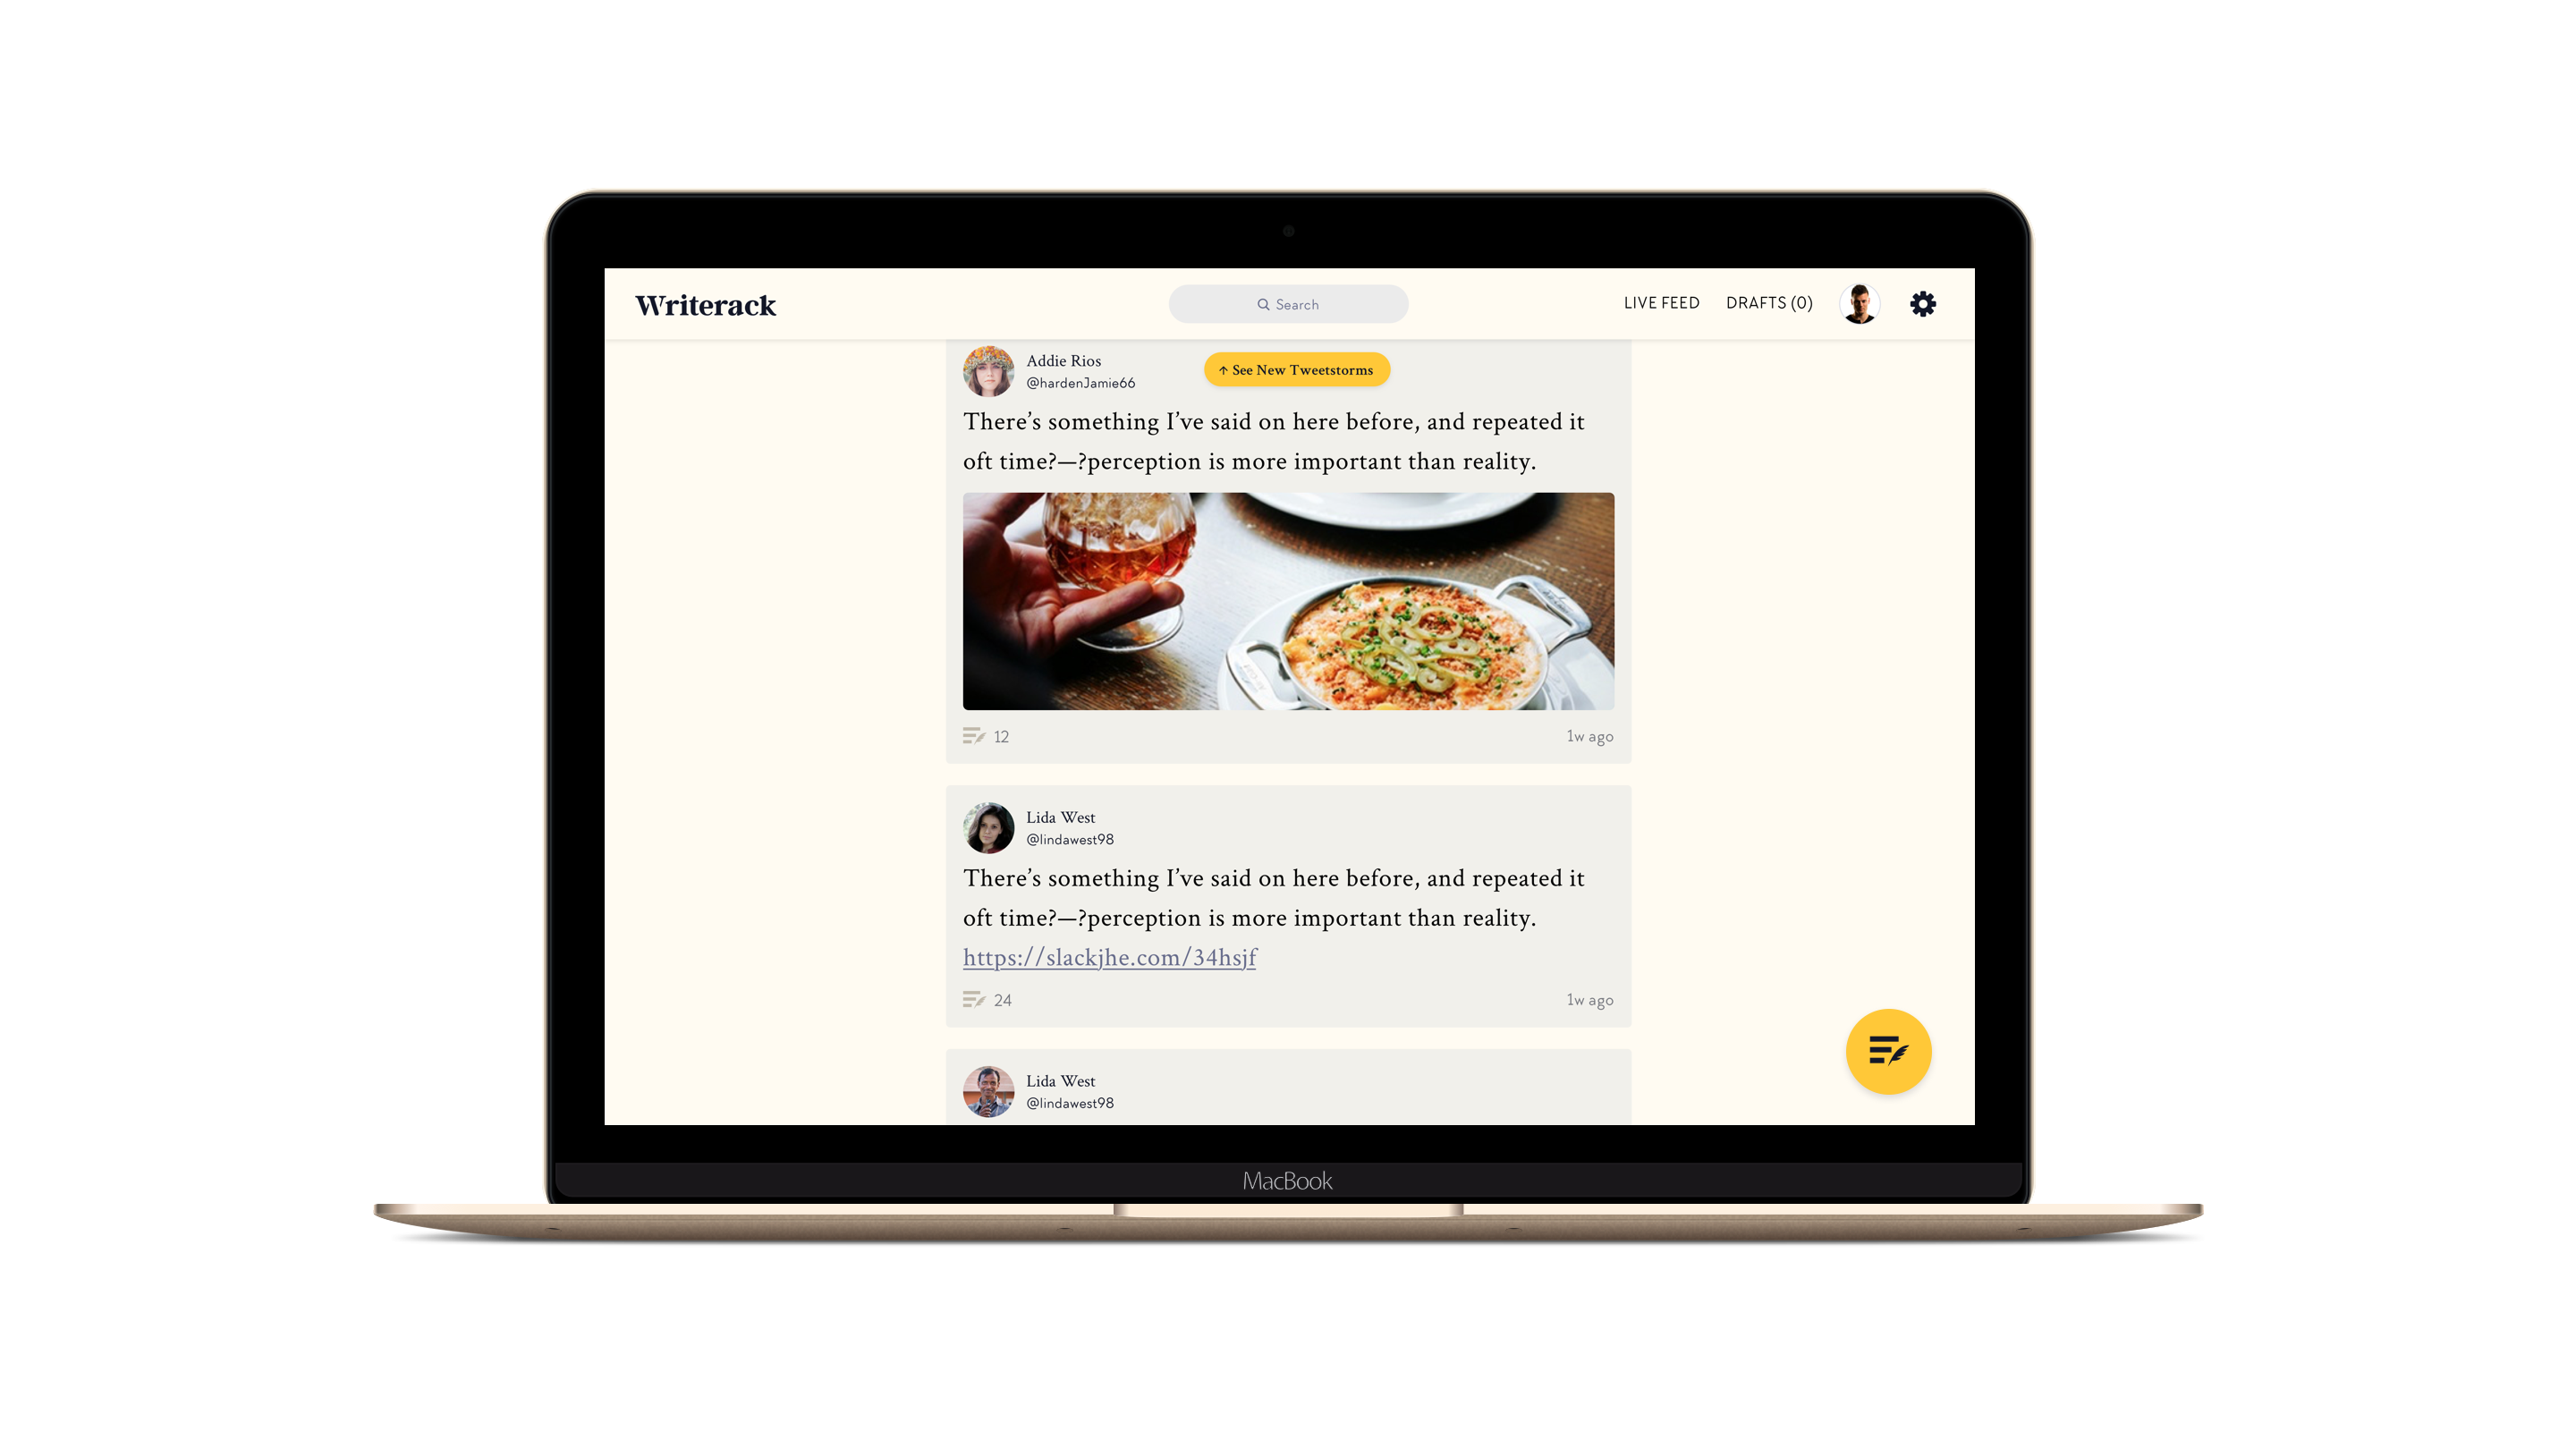 Writerack
Search
LIVE FEED
DRAFTS (0)
Addie Rios
@hardenJamie66
↑ See New Tweetstorms
There’s something I’ve said on here before, and repeated it
oft time?—?perception is more important than reality.
12
1w ago
Lida West
@lindawest98
There’s something I’ve said on here before, and repeated it
oft time?—?perception is more important than reality.
https://slackjhe.com/34hsjf
24
1w ago
Lida West
@lindawest98
MacBook